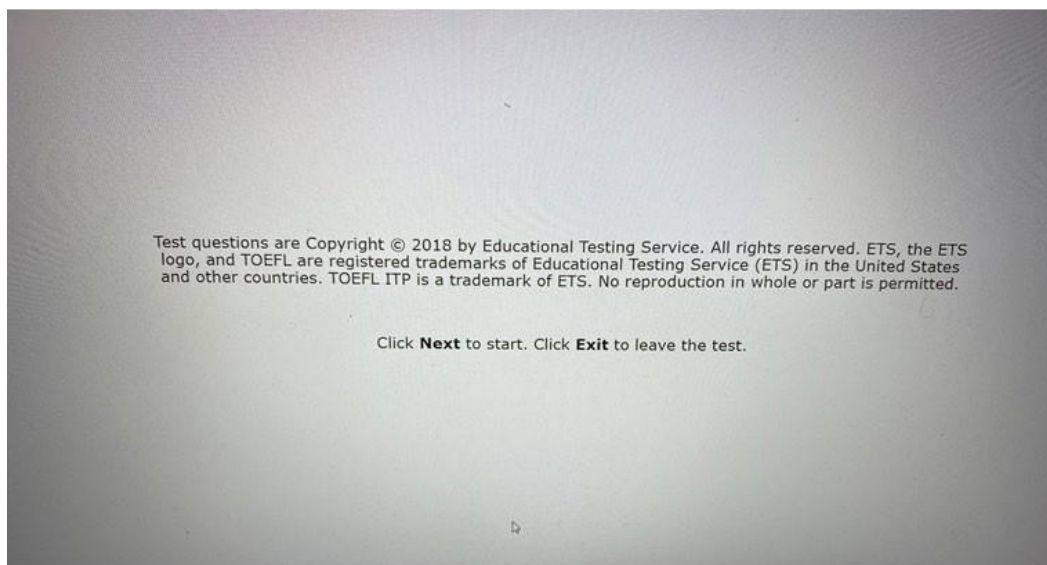 Test questions are Copyright © 2018 by Educational Testing Service. All rights reserved. ETS, the ETS
logo, and TOEFL are registered trademarks of Educational Testing Service (ETS) in the United States
and other countries. TOEFL ITP is a trademark of ETS. No reproduction in whole or part is permitted.
Click Next to start. Click Exit to leave the test.